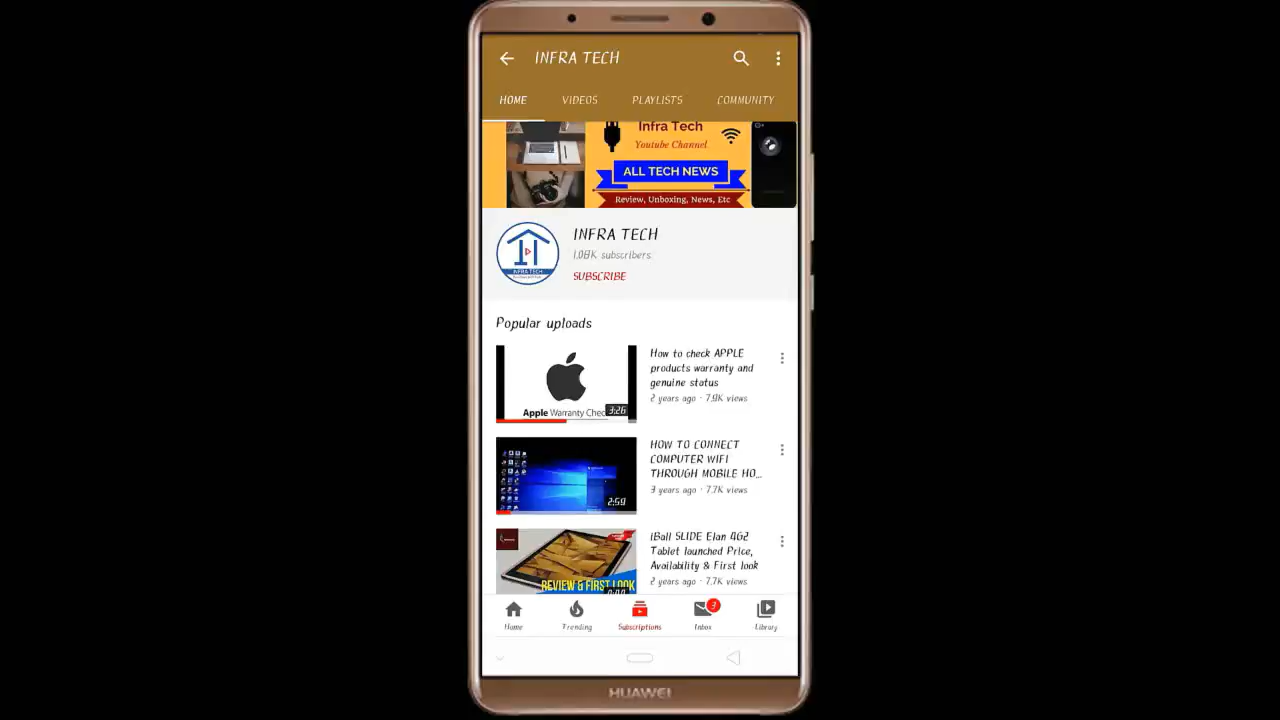 INFRA TECH
HOME VIDEOS PLAYLISTS COMMUNITY
Infra Tech
Youtube Channel
ALL TECH NEWS
Review, Unboxing, News, Etc
INFRA TECH
1.08K subscribers
SUBSCRIBE
INFRA TECH
Popular uploads
How to check APPLE
products warranty and
genuine status
2 years ago · 7.9K views
Apple Warranty Chec
3:26
HOW TO CONNECT
COMPUTER WIFI
THROUGH MOBILE HO...
3 years ago · 7.7K views
2:59
iBall SLIDE Elan 4G2
Tablet launched Price,
Availability & First look
2 years ago · 7.7K views
REVIEW & FIRST LOOK
Home Trending Subscriptions Inbox Library
3
HUAWEI